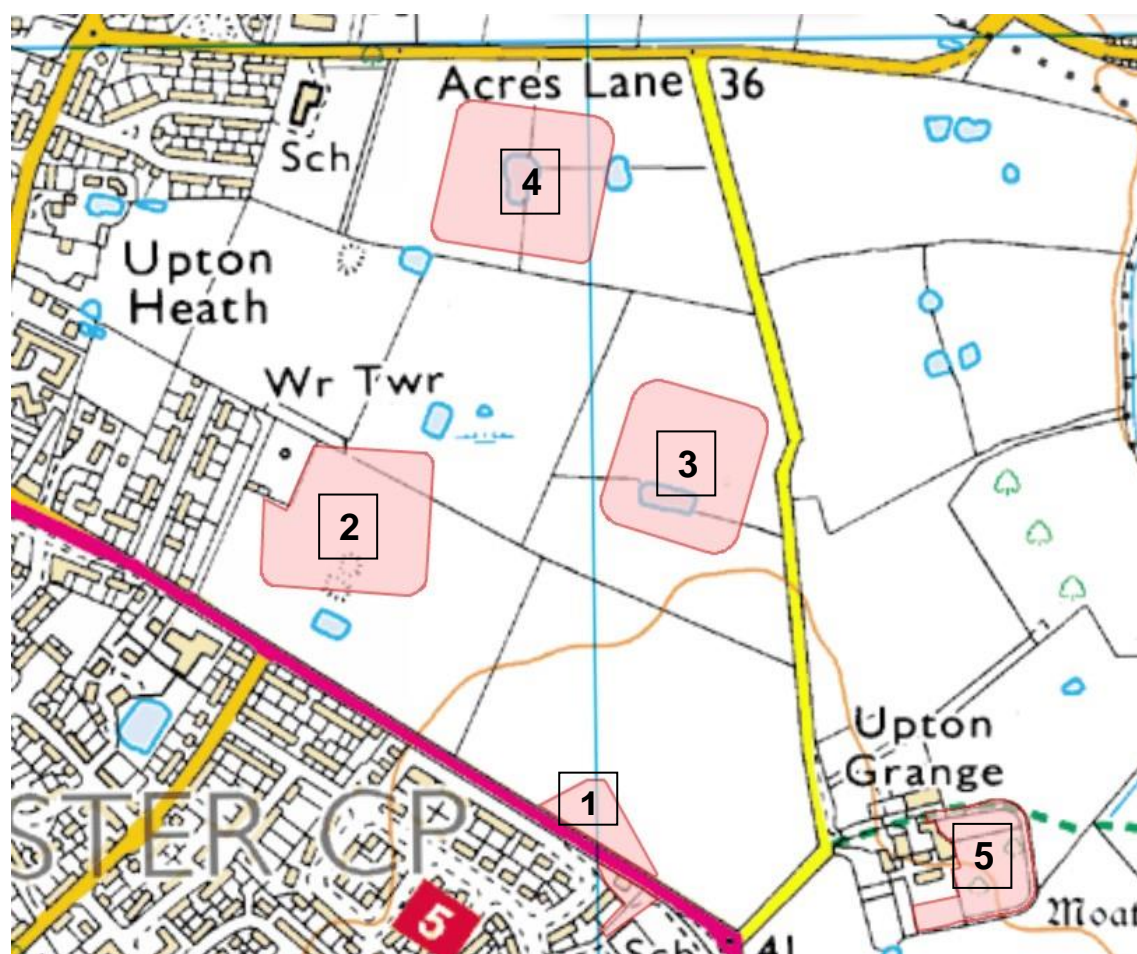 Acres Lane
36
Sch
4
Upton
Heath
Wr Twr
3
2
Upton
Grange
1
STER CP
5
5
Moat
Sch
41